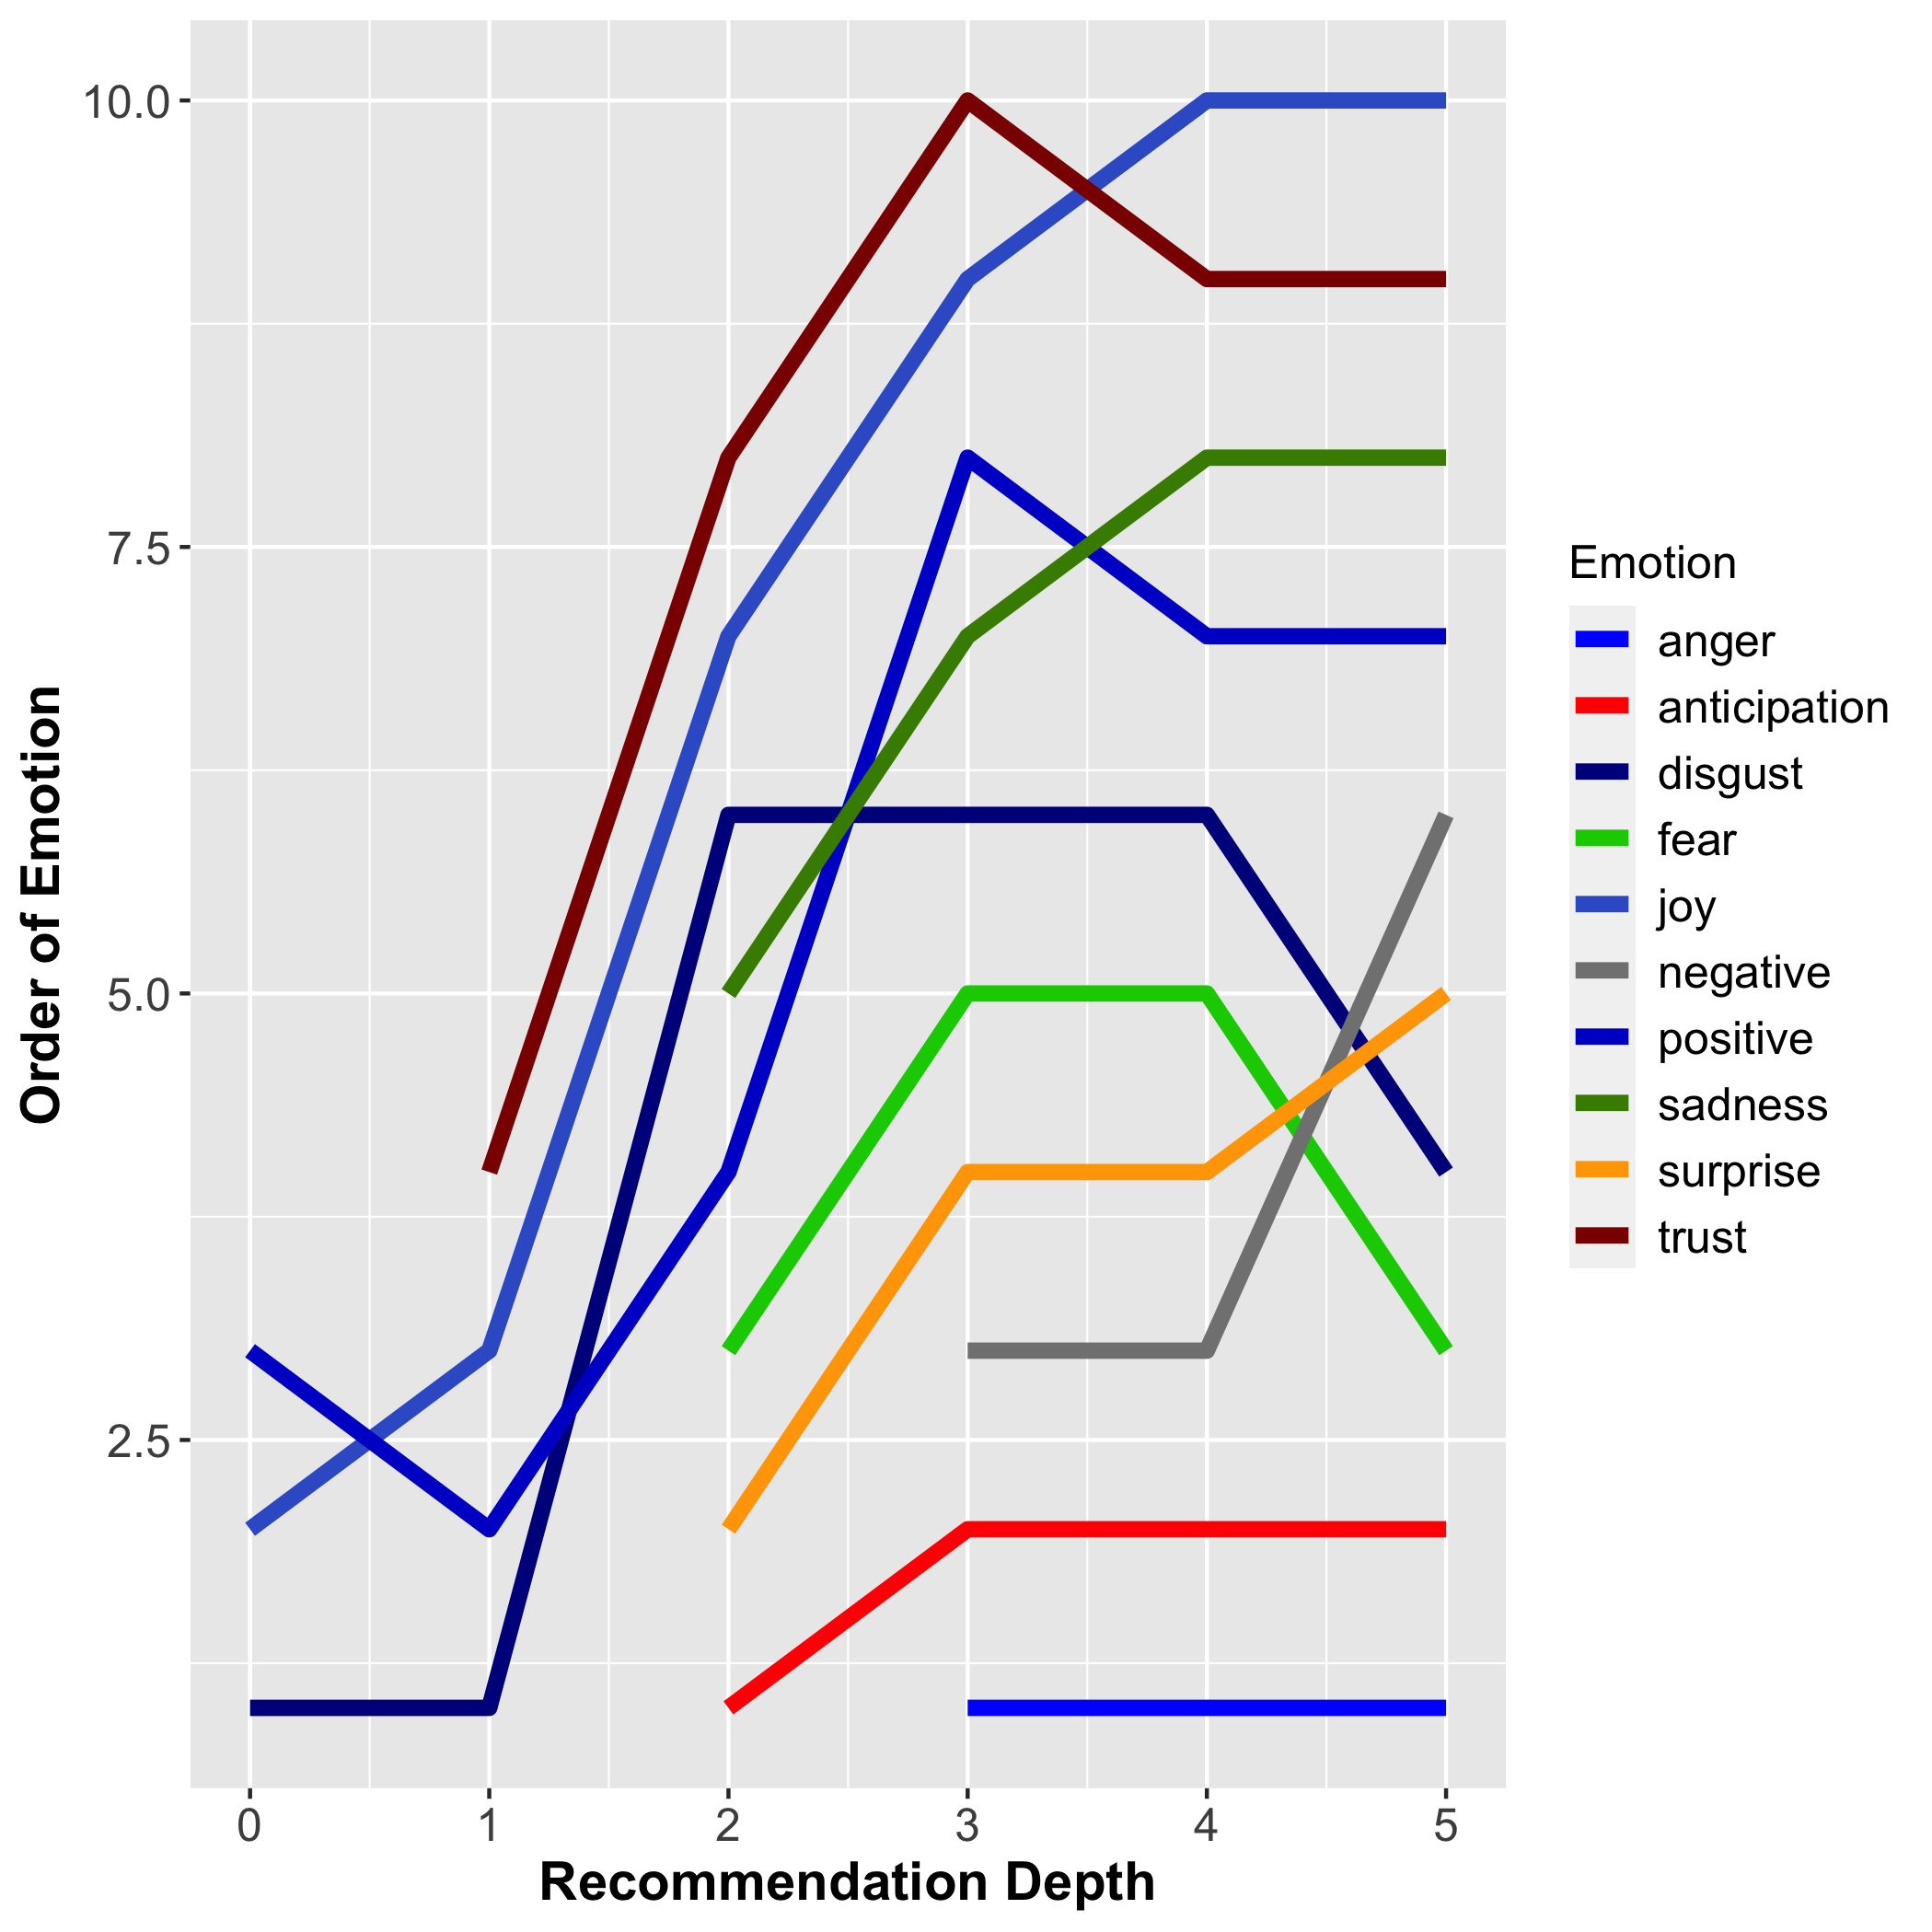 10.0
7.5
5.0
2.5
Order of Emotion
0 1 2 3 4 5
Recommendation Depth
Emotion
anger
anticipation
disgust
fear
joy
negative
positive
sadness
surprise
trust